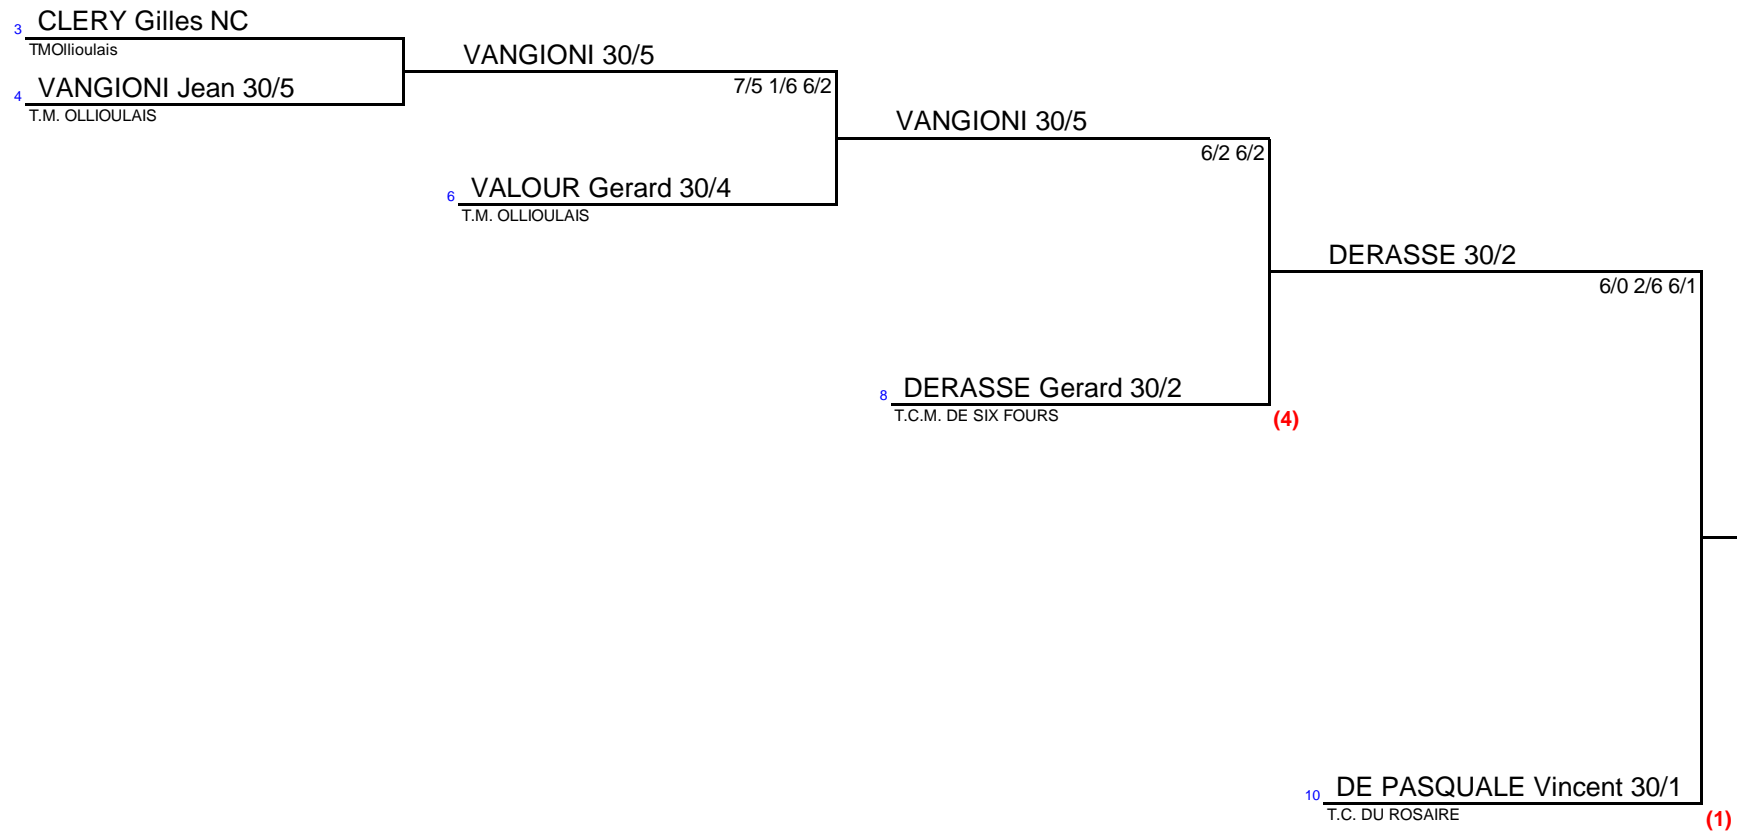 3 CLERY Gilles NC
TMOllioulais
4 VANGIONI Jean 30/5
T.M. OLLIOULAIS
VANGIONI 30/5
7/5 1/6 6/2
6 VALOUR Gerard 30/4
T.M. OLLIOULAIS
VANGIONI 30/5
6/2 6/2
8 DERASSE Gerard 30/2
T.C.M. DE SIX FOURS
(4)
DERASSE 30/2
6/0 2/6 6/1
10 DE PASQUALE Vincent 30/1
T.C. DU ROSAIRE
(1)